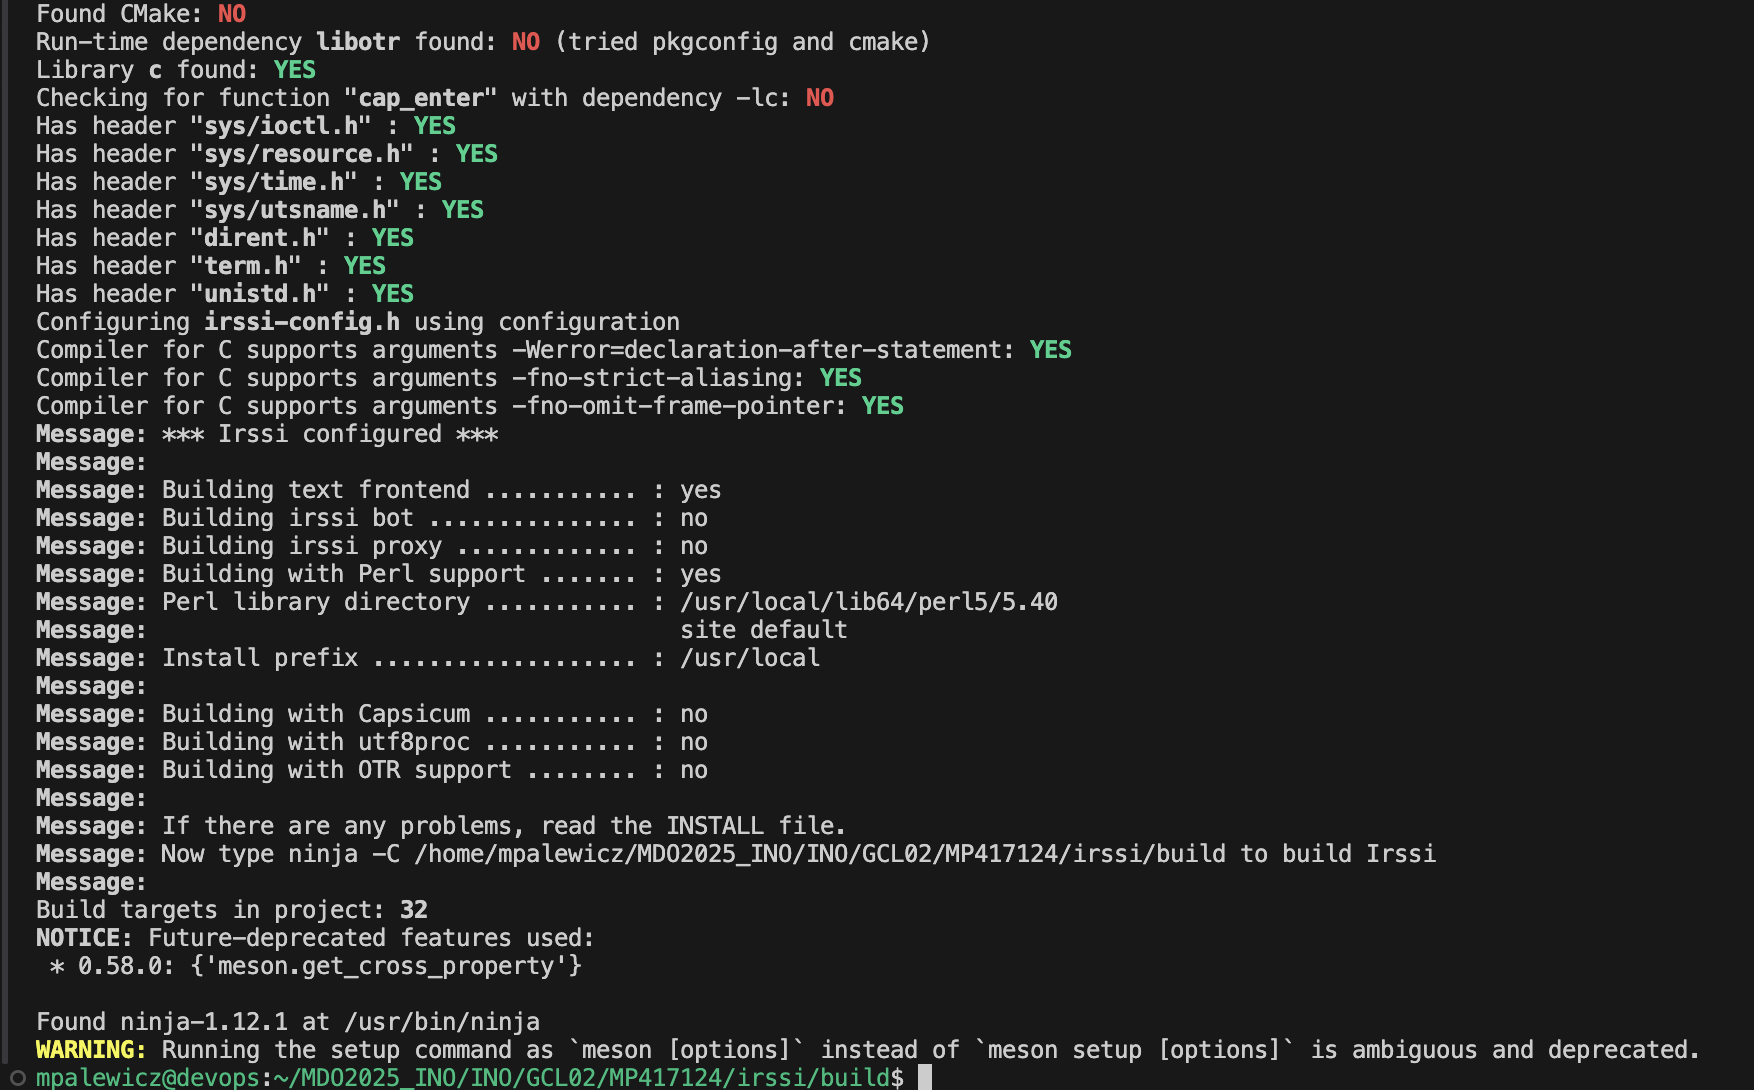 Found CMake: NO
Run-time dependency libotr found: NO (tried pkgconfig and cmake)
Library c found: YES
Checking for function "cap_enter" with dependency -lc: NO
Has header "sys/ioctl.h" : YES
Has header "sys/resource.h" : YES
Has header "sys/time.h" : YES
Has header "sys/utsname.h" : YES
Has header "dirent.h" : YES
Has header "term.h" : YES
Has header "unistd.h" : YES
Configuring irssi-config.h using configuration
Compiler for C supports arguments -Werror=declaration-after-statement: YES
Compiler for C supports arguments -fno-strict-aliasing: YES
Compiler for C supports arguments -fno-omit-frame-pointer: YES
Message: *** Irssi configured ***
Message:
Message: Building text frontend ........... : yes
Message: Building irssi bot ............... : no
Message: Building irssi proxy ............. : no
Message: Building with Perl support ....... : yes
Message: Perl library directory ........... : /usr/local/lib64/perl5/5.40
Message:                                      site default
Message: Install prefix ................... : /usr/local
Message:
Message: Building with Capsicum ........... : no
Message: Building with utf8proc ........... : no
Message: Building with OTR support ........ : no
Message:
Message: If there are any problems, read the INSTALL file.
Message: Now type ninja -C /home/mpalewicz/MDO2025_INO/INO/GCL02/MP417124/irssi/build to build Irssi
Message:
Build targets in project: 32
NOTICE: Future-deprecated features used:
 * 0.58.0: {'meson.get_cross_property'}

Found ninja-1.12.1 at /usr/bin/ninja
WARNING: Running the setup command as `meson [options]` instead of `meson setup [options]` is ambiguous and deprecated.
mpalewicz@devops:~/MDO2025_INO/INO/GCL02/MP417124/irssi/build$